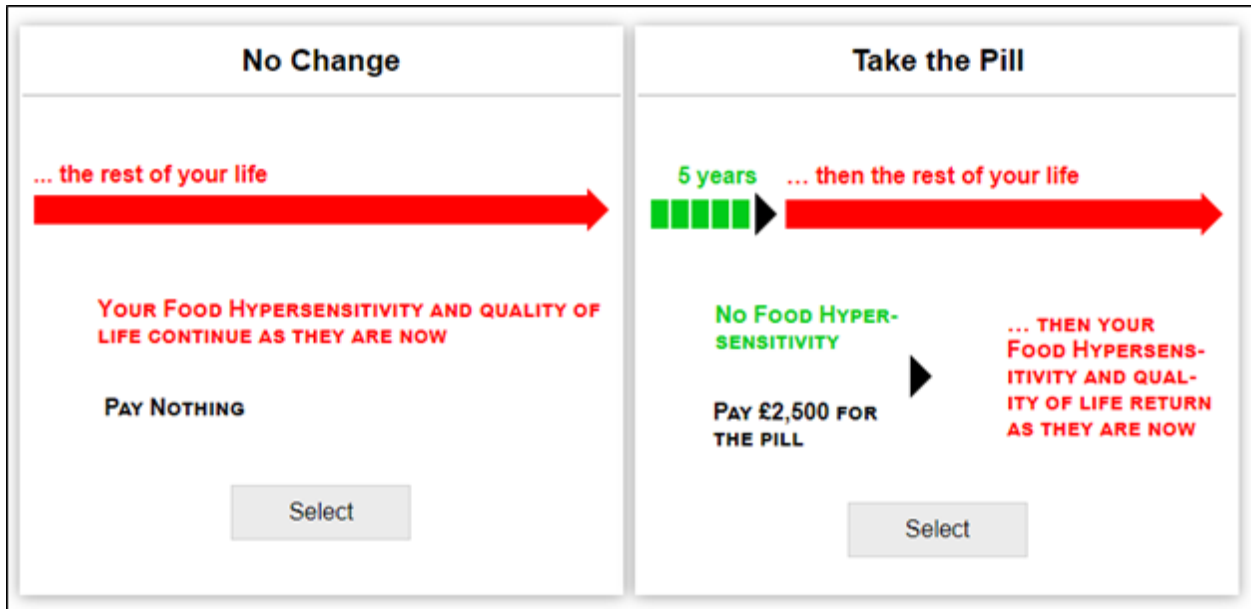 No Change
... the rest of your life
Your Food Hypersensitivity and quality of
life continue as they are now
Pay Nothing
Select
Take the Pill
5 years
... then the rest of your life
No Food Hyper-
sensitivity
Pay £2,500 for
the pill
... then your
Food Hypersens-
itivity and qual-
ity of life return
as they are now
Select